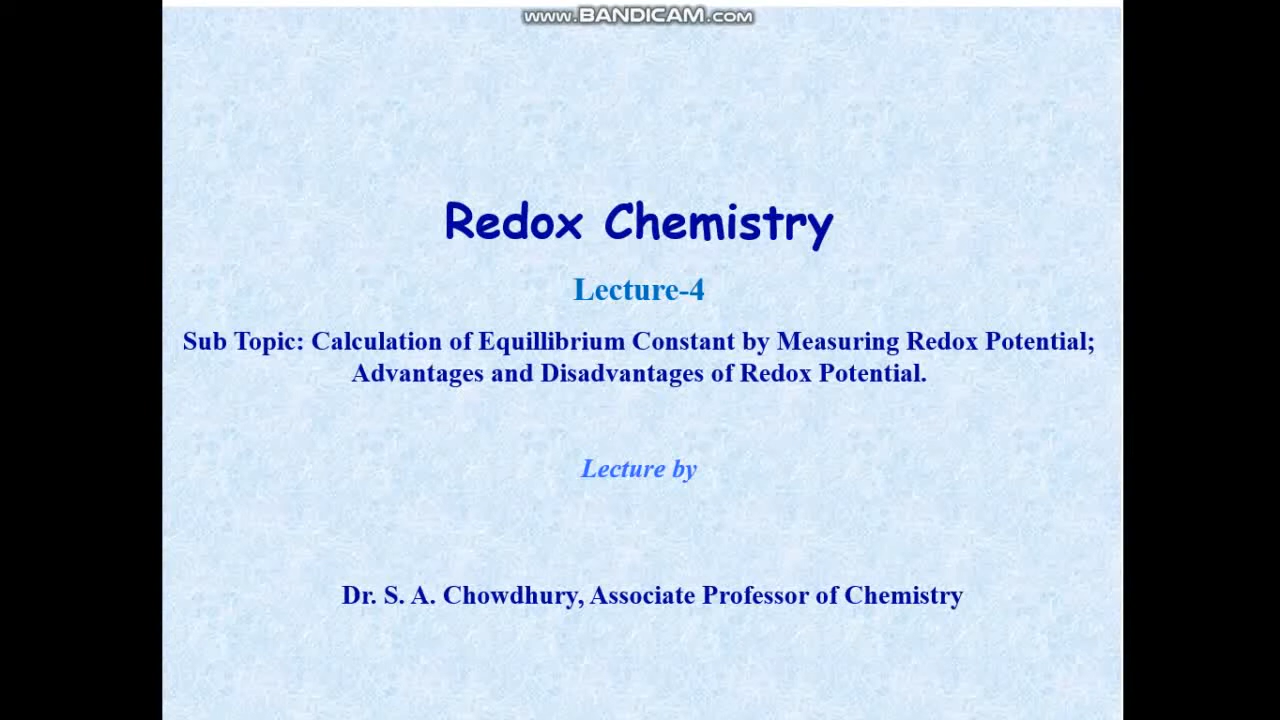 www.BANDICAM.com
Redox Chemistry
Lecture-4
Sub Topic: Calculation of Equillibrium Constant by Measuring Redox Potential;
Advantages and Disadvantages of Redox Potential.
Lecture by
Dr. S. A. Chowdhury, Associate Professor of Chemistry